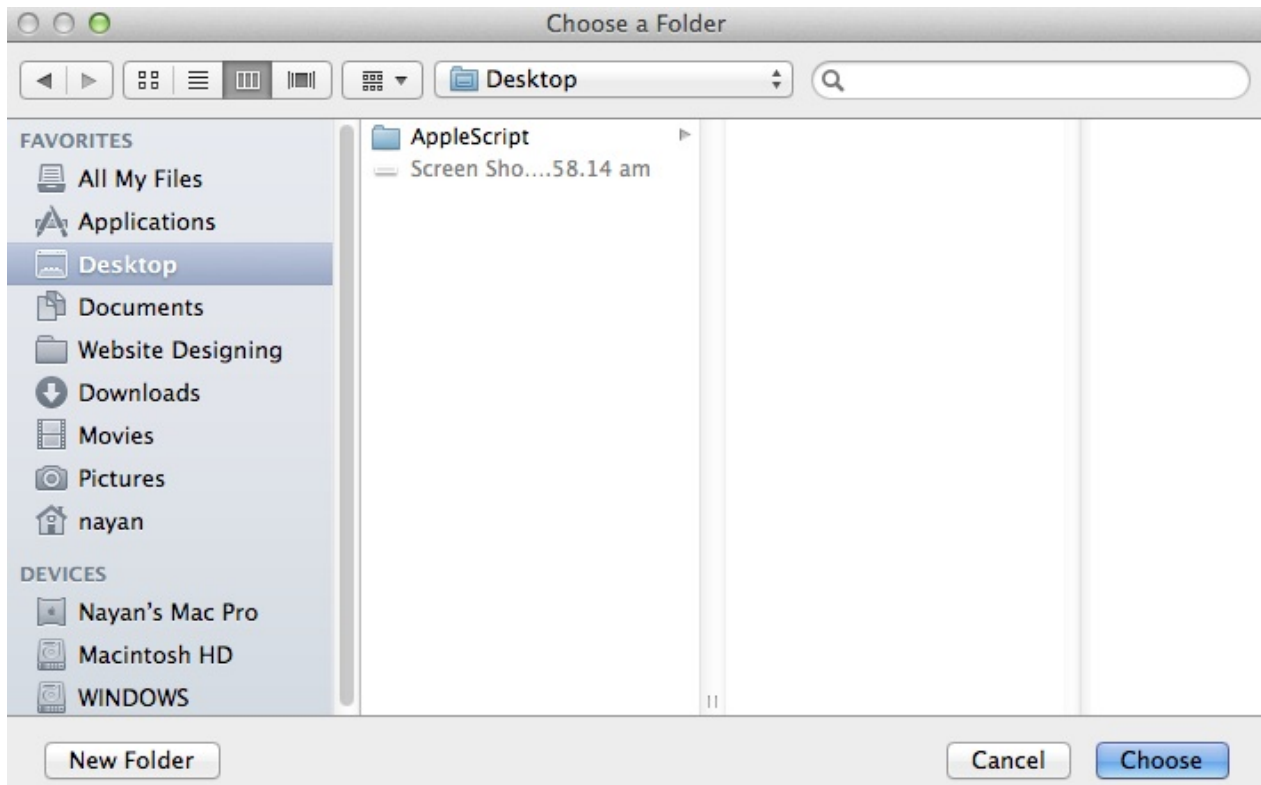 Choose a Folder
Desktop
FAVORITES
All My Files
Applications
Desktop
Documents
Website Designing
Downloads
Movies
Pictures
nayan
DEVICES
Nayan's Mac Pro
Macintosh HD
WINDOWS
AppleScript
Screen Sho....58.14 am
New Folder
Cancel
Choose